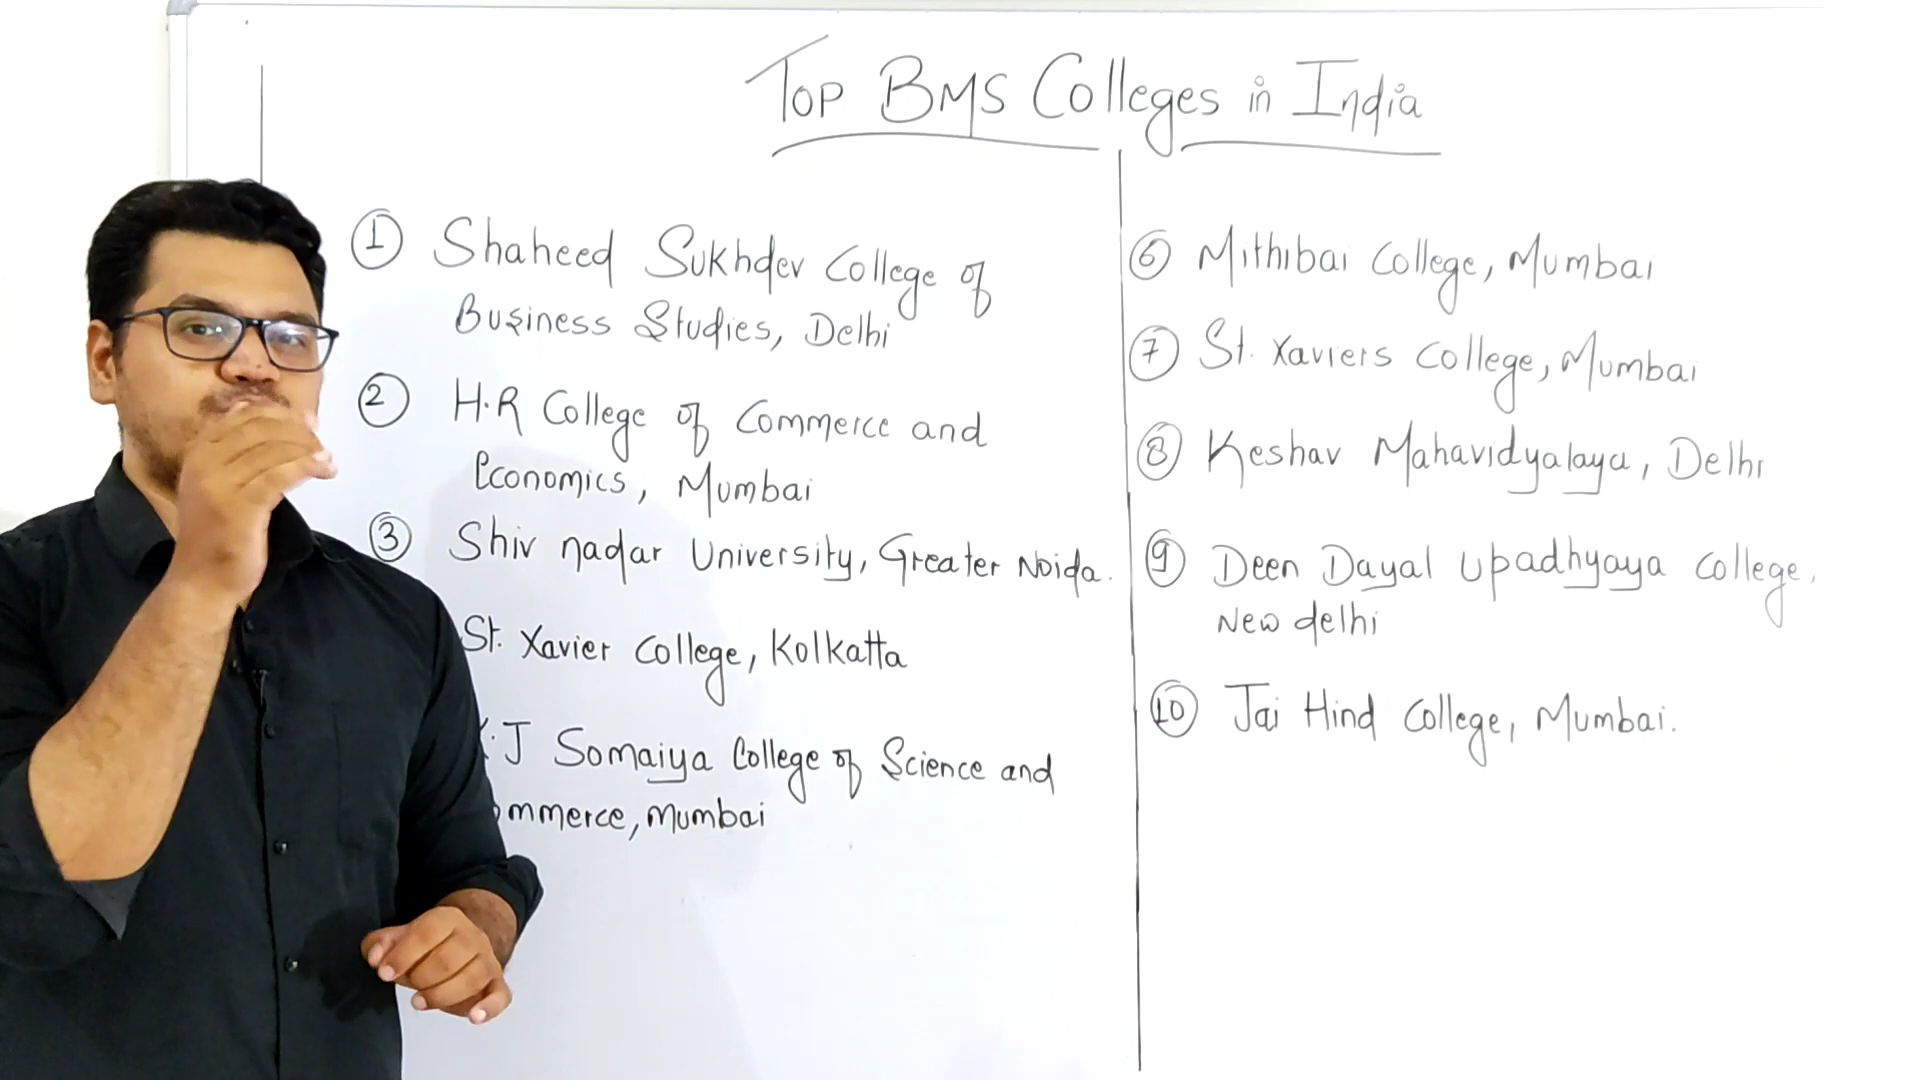 Top BMS Colleges in India
① Shaheed Sukhdev College of
Business Studies, Delhi
② H.R College of Commerce and
Economics, Mumbai
③ Shiv nadar University, Greater Noida.
St. Xavier College, Kolkatta
J Somaiya College of Science and
mmerce, Mumbai
⑥ Mithibai College, Mumbai
⑦ St. Xaviers College, Mumbai
⑧ Keshav Mahavidyalaya, Delhi
⑨ Deen Dayal Upadhyaya College,
New delhi
⑩ Jai Hind College, Mumbai.